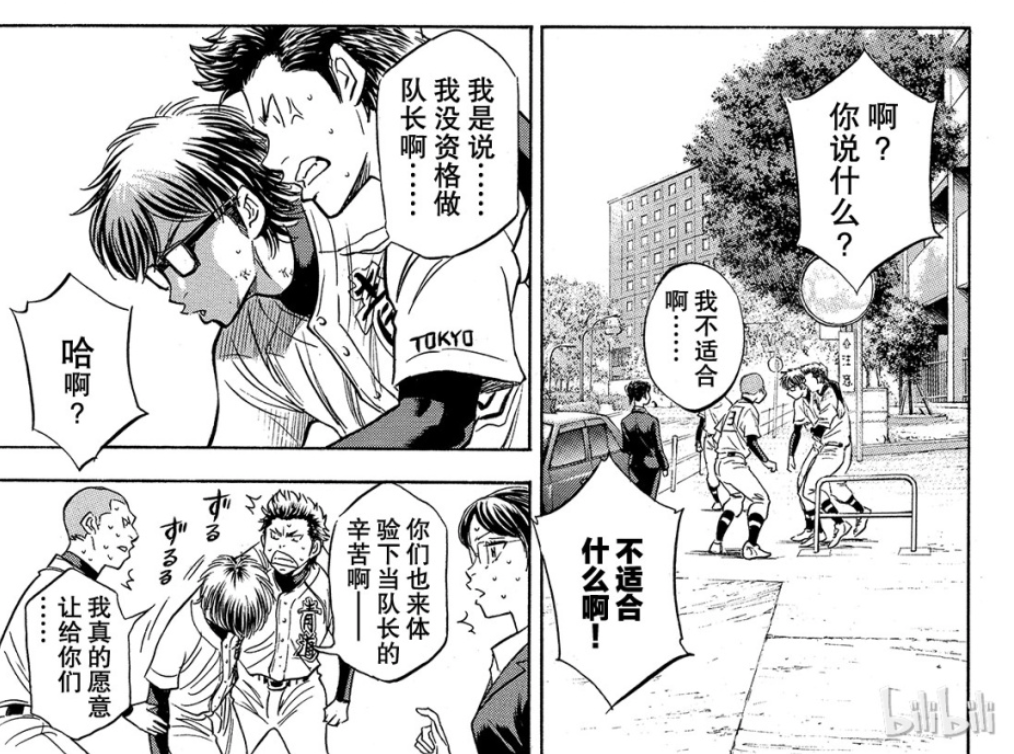 啊？
你说什么？
我不适合
啊……
不适合
什么啊！
注意
我是说……
我没资格做
队长啊……
TOKYO
哈
啊？
你们也来体
验下当队长的
辛苦啊——
ずる
ずるる
青道
我真的愿意
让给你们
……
bilibili